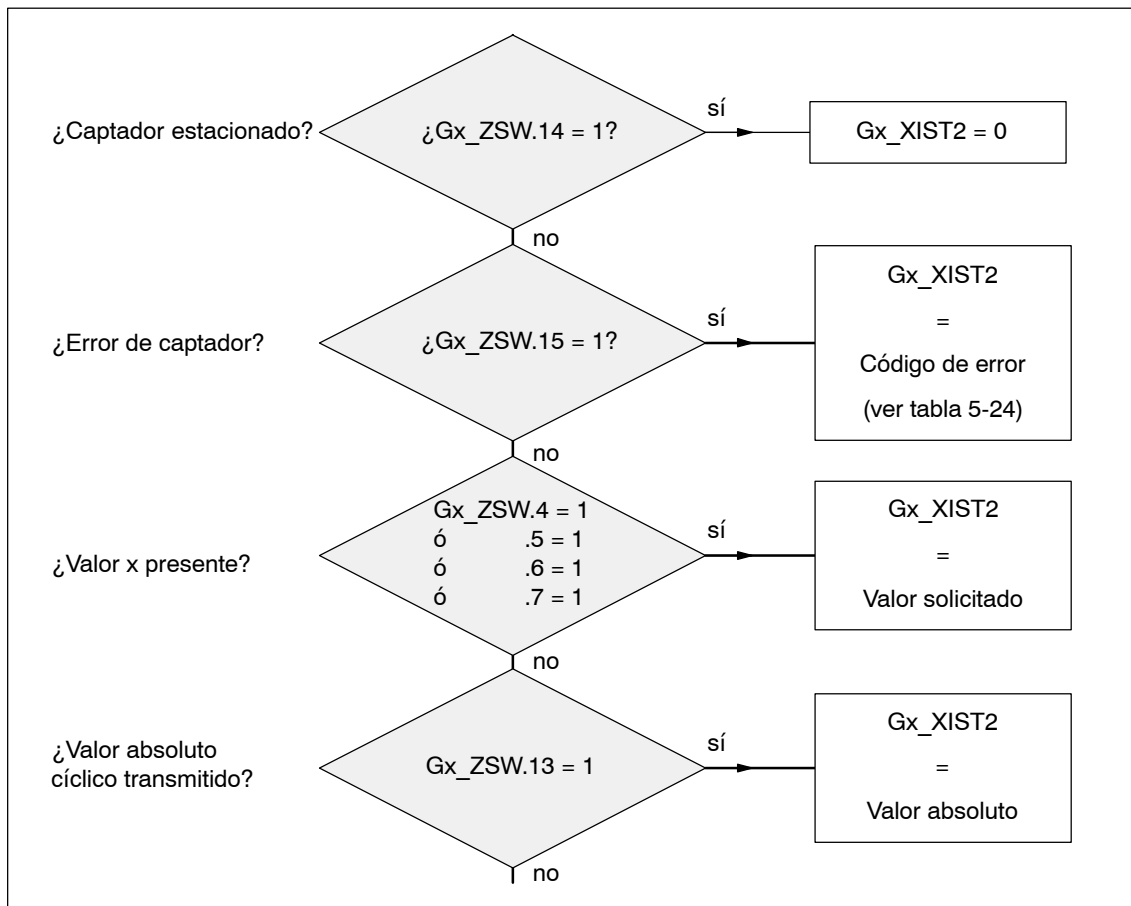 ¿Captador estacionado?
¿Gx_ZSW.14 = 1?
sí
Gx_XIST2 = 0
no
¿Error de captador?
¿Gx_ZSW.15 = 1?
sí
Gx_XIST2
=
Código de error
(ver tabla 5-24)
no
¿Valor x presente?
Gx_ZSW.4 = 1
ó .5 = 1
ó .6 = 1
ó .7 = 1
sí
Gx_XIST2
=
Valor solicitado
no
¿Valor absoluto
cíclico transmitido?
Gx_ZSW.13 = 1
sí
Gx_XIST2
=
Valor absoluto
no